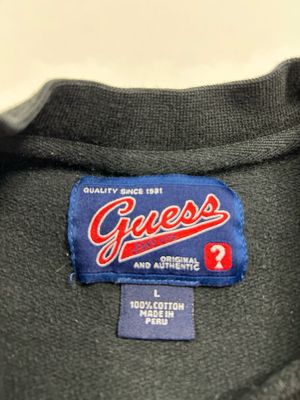 QUALITY SINCE 1981
Guess
ORIGINAL
AND AUTHENTIC
?
L
100% COTTON
MADE IN
PERU